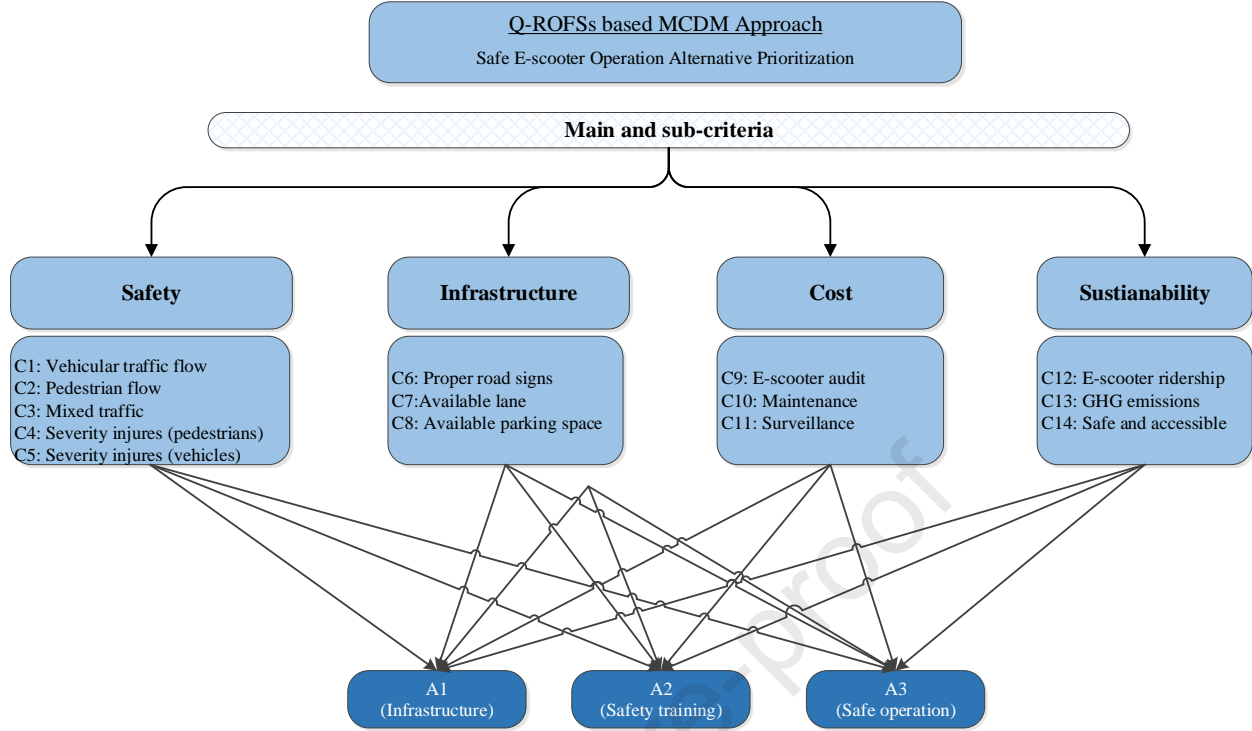 Q-ROFSs based MCDM Approach
Safe E-scooter Operation Alternative Prioritization
Main and sub-criteria
Safety
Infrastructure
Cost
Sustianability
C1: Vehicular traffic flow
C2: Pedestrian flow
C3: Mixed traffic
C4: Severity injures (pedestrians)
C5: Severity injures (vehicles)
C6: Proper road signs
C7:Available lane
C8: Available parking space
C9: E-scooter audit
C10: Maintenance
C11: Surveillance
C12: E-scooter ridership
C13: GHG emissions
C14: Safe and accessible
A1
(Infrastructure)
A2
(Safety training)
A3
(Safe operation)
e-proof